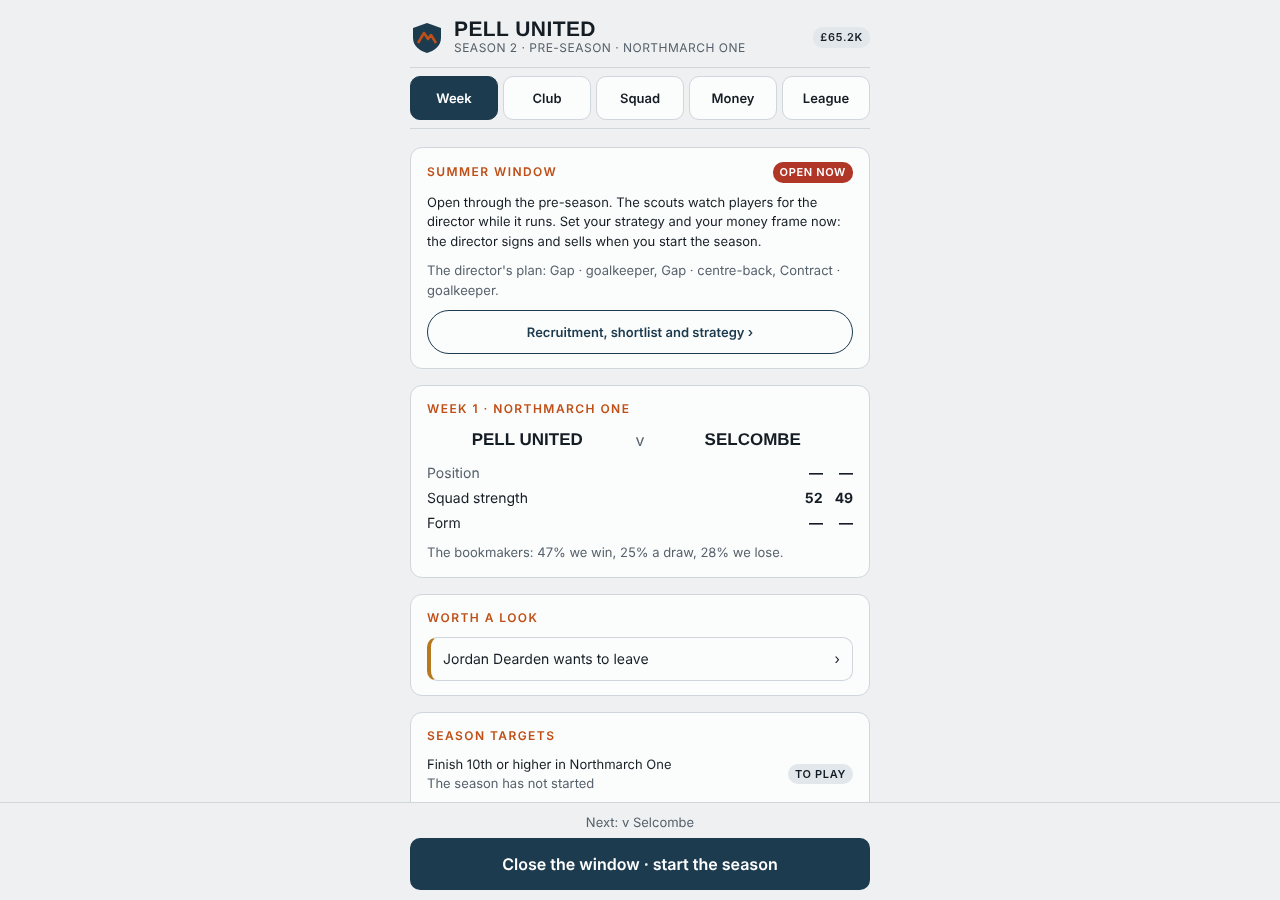 PELL UNITED
SEASON 2 · PRE-SEASON · NORTHMARCH ONE
£65.2K
Week
Club
Squad
Money
League
SUMMER WINDOW
OPEN NOW
Open through the pre-season. The scouts watch players for the
director while it runs. Set your strategy and your money frame now:
the director signs and sells when you start the season.
The director's plan: Gap · goalkeeper, Gap · centre-back, Contract ·
goalkeeper.
Recruitment, shortlist and strategy ›
WEEK 1 · NORTHMARCH ONE
PELL UNITED v SELCOMBE
Position — —
Squad strength 52 49
Form — —
The bookmakers: 47% we win, 25% a draw, 28% we lose.
WORTH A LOOK
Jordan Dearden wants to leave ›
SEASON TARGETS
Finish 10th or higher in Northmarch One
The season has not started
TO PLAY
Next: v Selcombe
Close the window · start the season